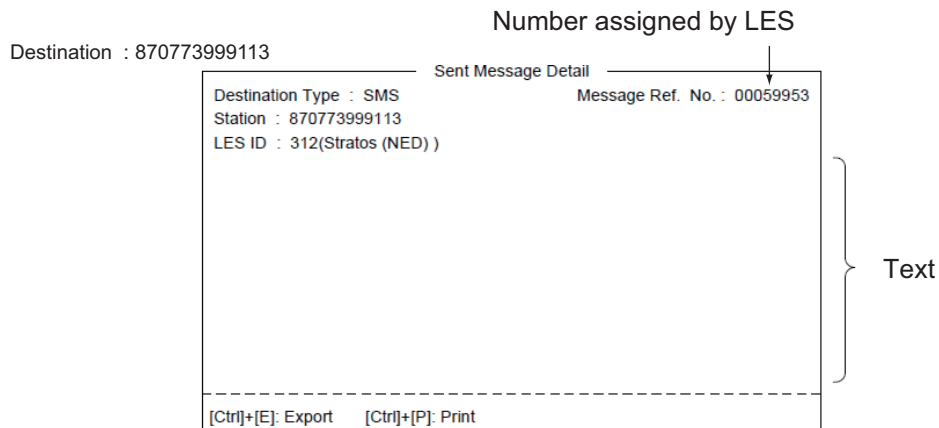 Number assigned by LES
Destination : 870773999113
Sent Message Detail
Destination Type : SMS Message Ref. No. : 00059953
Station : 870773999113
LES ID : 312(Stratos (NED) )
Text
[Ctrl]+[E]: Export [Ctrl]+[P]: Print